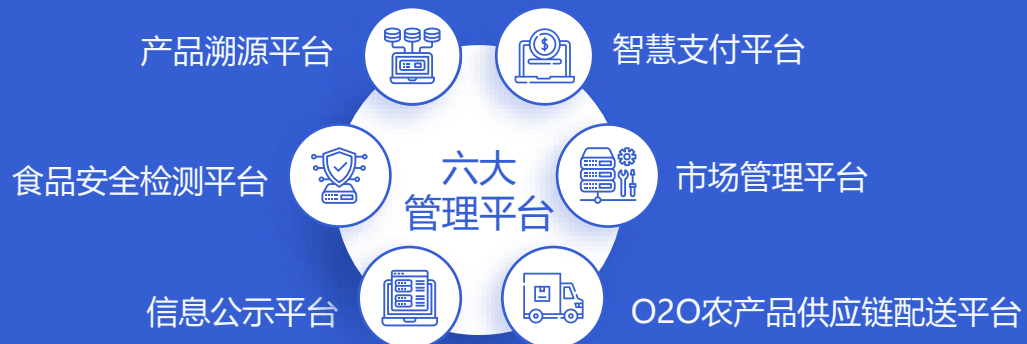 产品溯源平台
智慧支付平台
食品安全检测平台
六大
管理平台
市场管理平台
信息公示平台
O2O农产品供应链配送平台